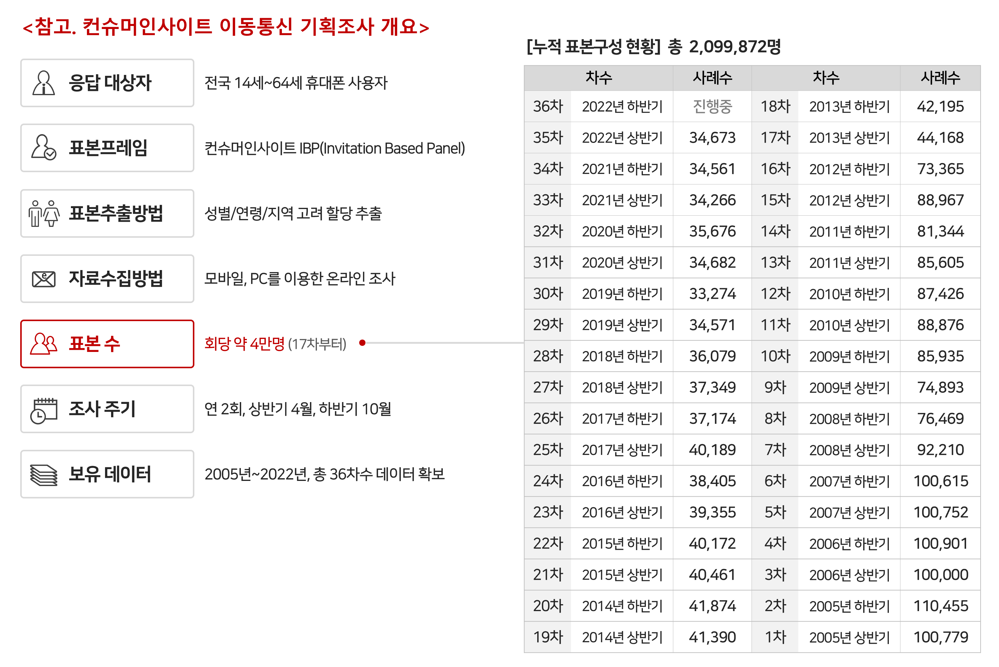 <참고. 컨슈머인사이트 이동통신 기획조사 개요>
응답 대상자 전국 14세~64세 휴대폰 사용자
표본프레임 컨슈머인사이트 IBP(Invitation Based Panel)
표본추출방법 성별/연령/지역 고려 할당 추출
e 자료수집방법 모바일, PC를 이용한 온라인 조사
표본 수 회당 약 4만명 (17차부터)
조사 주기 연 2회, 상반기 4월, 하반기 10월
보유 데이터 2005년~2022년, 총 36차수 데이터 확보
[누적 표본구성 현황] 총 2,099,872명
차수 사례수 차수 사례수
36차 2022년 하반기 진행중 18차 2013년 하반기 42,195
35차 2022년 상반기 34,673 17차 2013년 상반기 44,168
34차 2021년 하반기 34,561 16차 2012년 하반기 73,365
33차 2021년 상반기 34,266 15차 2012년 상반기 88,967
32차 2020년 하반기 35,676 14차 2011년 하반기 81,344
31차 2020년 상반기 34,682 13차 2011년 상반기 85,605
30차 2019년 하반기 33,274 12차 2010년 하반기 87,426
29차 2019년 상반기 34,571 11차 2010년 상반기 88,876
28차 2018년 하반기 36,079 10차 2009년 하반기 85,935
27차 2018년 상반기 37,349 9차 2009년 상반기 74,893
26차 2017년 하반기 37,174 8차 2008년 하반기 76,469
25차 2017년 상반기 40,189 7차 2008년 상반기 92,210
24차 2016년 하반기 38,405 6차 2007년 하반기 100,615
23차 2016년 상반기 39,355 5차 2007년 상반기 100,752
22차 2015년 하반기 40,172 4차 2006년 하반기 100,901
21차 2015년 상반기 40,461 3차 2006년 상반기 100,000
20차 2014년 하반기 41,874 2차 2005년 하반기 110,455
19차 2014년 상반기 41,390 1차 2005년 상반기 100,779